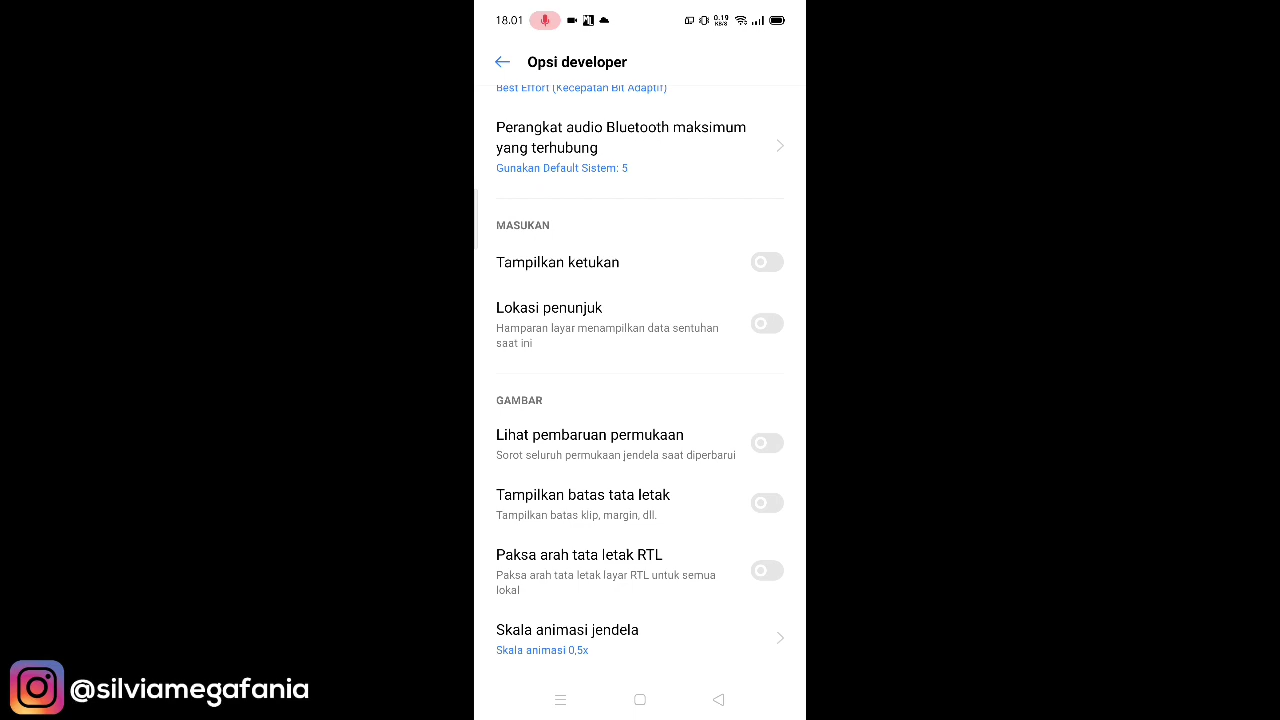 18.01
0.19
KB/S
Opsi developer
Best Effort (Kecepatan Bit Adaptif)
Perangkat audio Bluetooth maksimum
yang terhubung
Gunakan Default Sistem: 5
MASUKAN
Tampilkan ketukan
Lokasi penunjuk
Hamparan layar menampilkan data sentuhan
saat ini
GAMBAR
Lihat pembaruan permukaan
Sorot seluruh permukaan jendela saat diperbarui
Tampilkan batas tata letak
Tampilkan batas klip, margin, dll.
Paksa arah tata letak RTL
Paksa arah tata letak layar RTL untuk semua
lokal
Skala animasi jendela
Skala animasi 0,5x
@silviamegafania